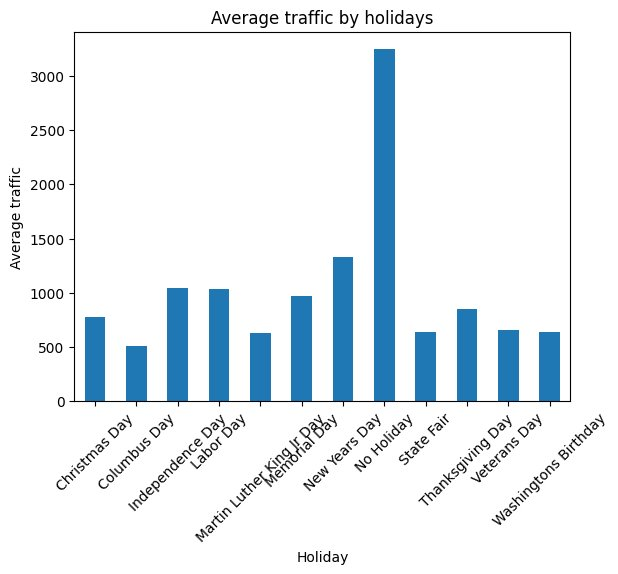 Average traffic by holidays
Average traffic
3000
2500
2000
1500
1000
500
0
Christmas Day
Columbus Day
Independence Day
Labor Day
Martin Luther King Jr Day
Memorial Day
New Years Day
No Holiday
State Fair
Thanksgiving Day
Veterans Day
Washingtons Birthday
Holiday